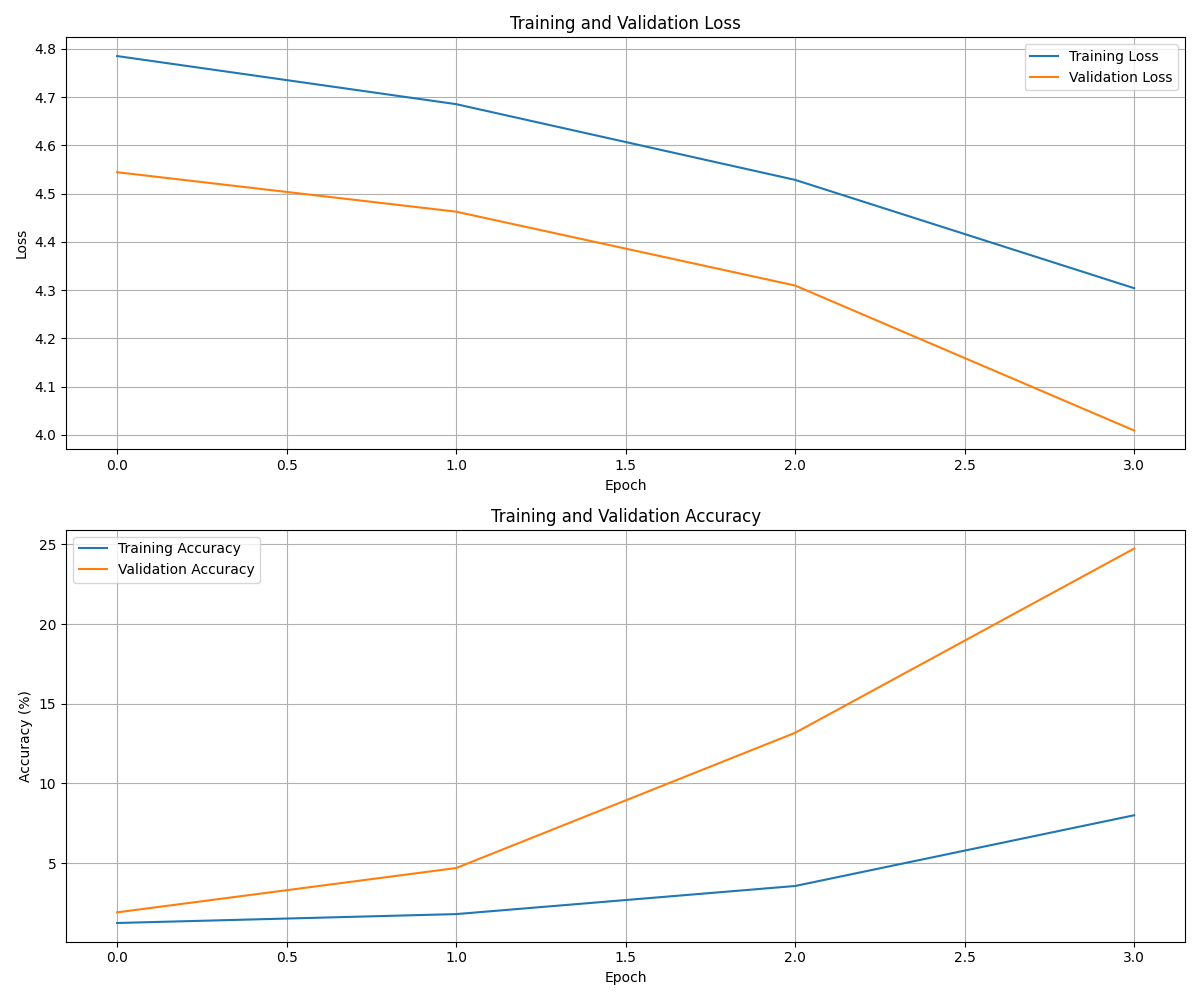 Training and Validation Loss
Training Loss
Validation Loss
4.8
4.7
4.6
4.5
4.4
4.3
4.2
4.1
4.0
Loss
0.0 0.5 1.0 1.5 2.0 2.5 3.0
Epoch
Training and Validation Accuracy
Training Accuracy
Validation Accuracy
25
20
15
10
5
Accuracy (%)
0.0 0.5 1.0 1.5 2.0 2.5 3.0
Epoch